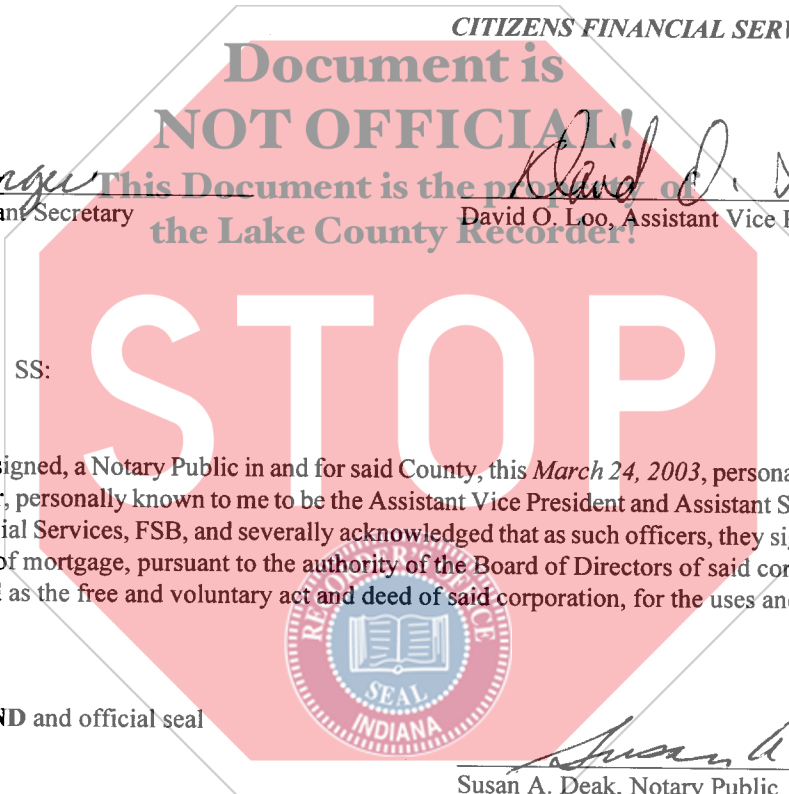 CITIZENS FINANCIAL SERV
Document is
NOT OFFICIAL!
This Document is the property of
the Lake County Recorder!
David O.
ant Secretary
David O. Loo, Assistant Vice P
STOP
SS:
signed, a Notary Public in and for said County, this March 24, 2003, persona
r, personally known to me to be the Assistant Vice President and Assistant S
ial Services, FSB, and severally acknowledged that as such officers, they sig
of mortgage, pursuant to the authority of the Board of Directors of said cor
as the free and voluntary act and deed of said corporation, for the uses and
RECORDER'S OFFICE
SEAL
INDIANA
ND and official seal
Susan A
Susan A. Deak, Notary Public